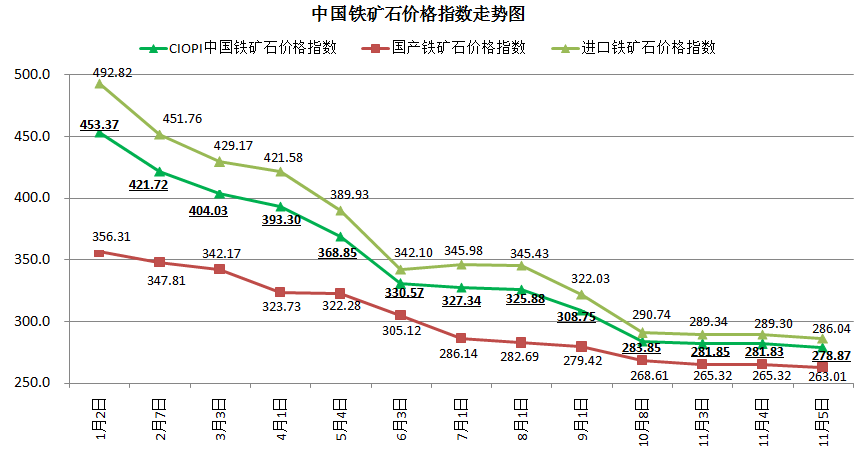 中国铁矿石价格指数走势图
CIOPI中国铁矿石价格指数 国产铁矿石价格指数 进口铁矿石价格指数
500.0
450.0
400.0
350.0
300.0
250.0
492.82 451.76 429.17 421.58 389.93 342.10 345.98 345.43 322.03 290.74 289.34 289.30 286.04
453.37 421.72 404.03 393.30 368.85 330.57 327.34 325.88 308.75 283.85 281.85 281.83 278.87
356.31 347.81 342.17 323.73 322.28 305.12 286.14 282.69 279.42 268.61 265.32 265.32 263.01
1月2日 2月7日 3月3日 4月1日 5月4日 6月3日 7月1日 8月1日 9月1日 10月8日 11月3日 11月4日 11月5日